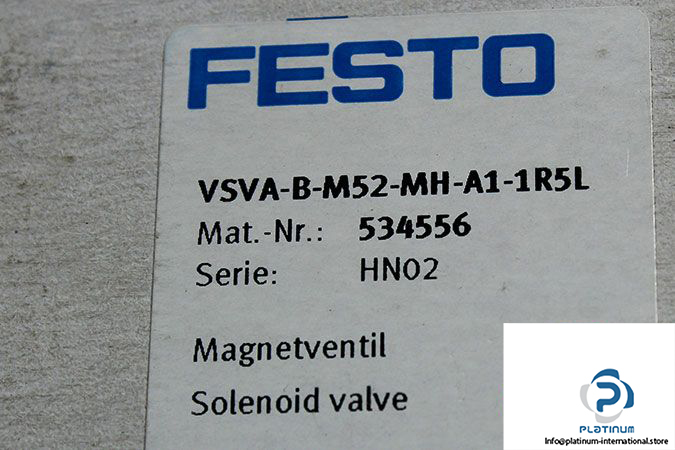 FESTO
VSVA-B-M52-MH-A1-1R5L
Mat.-Nr.: 534556
Serie: HN02
Magnetventil
Solenoid valve
PLATINUM
Info@platinum-international.store